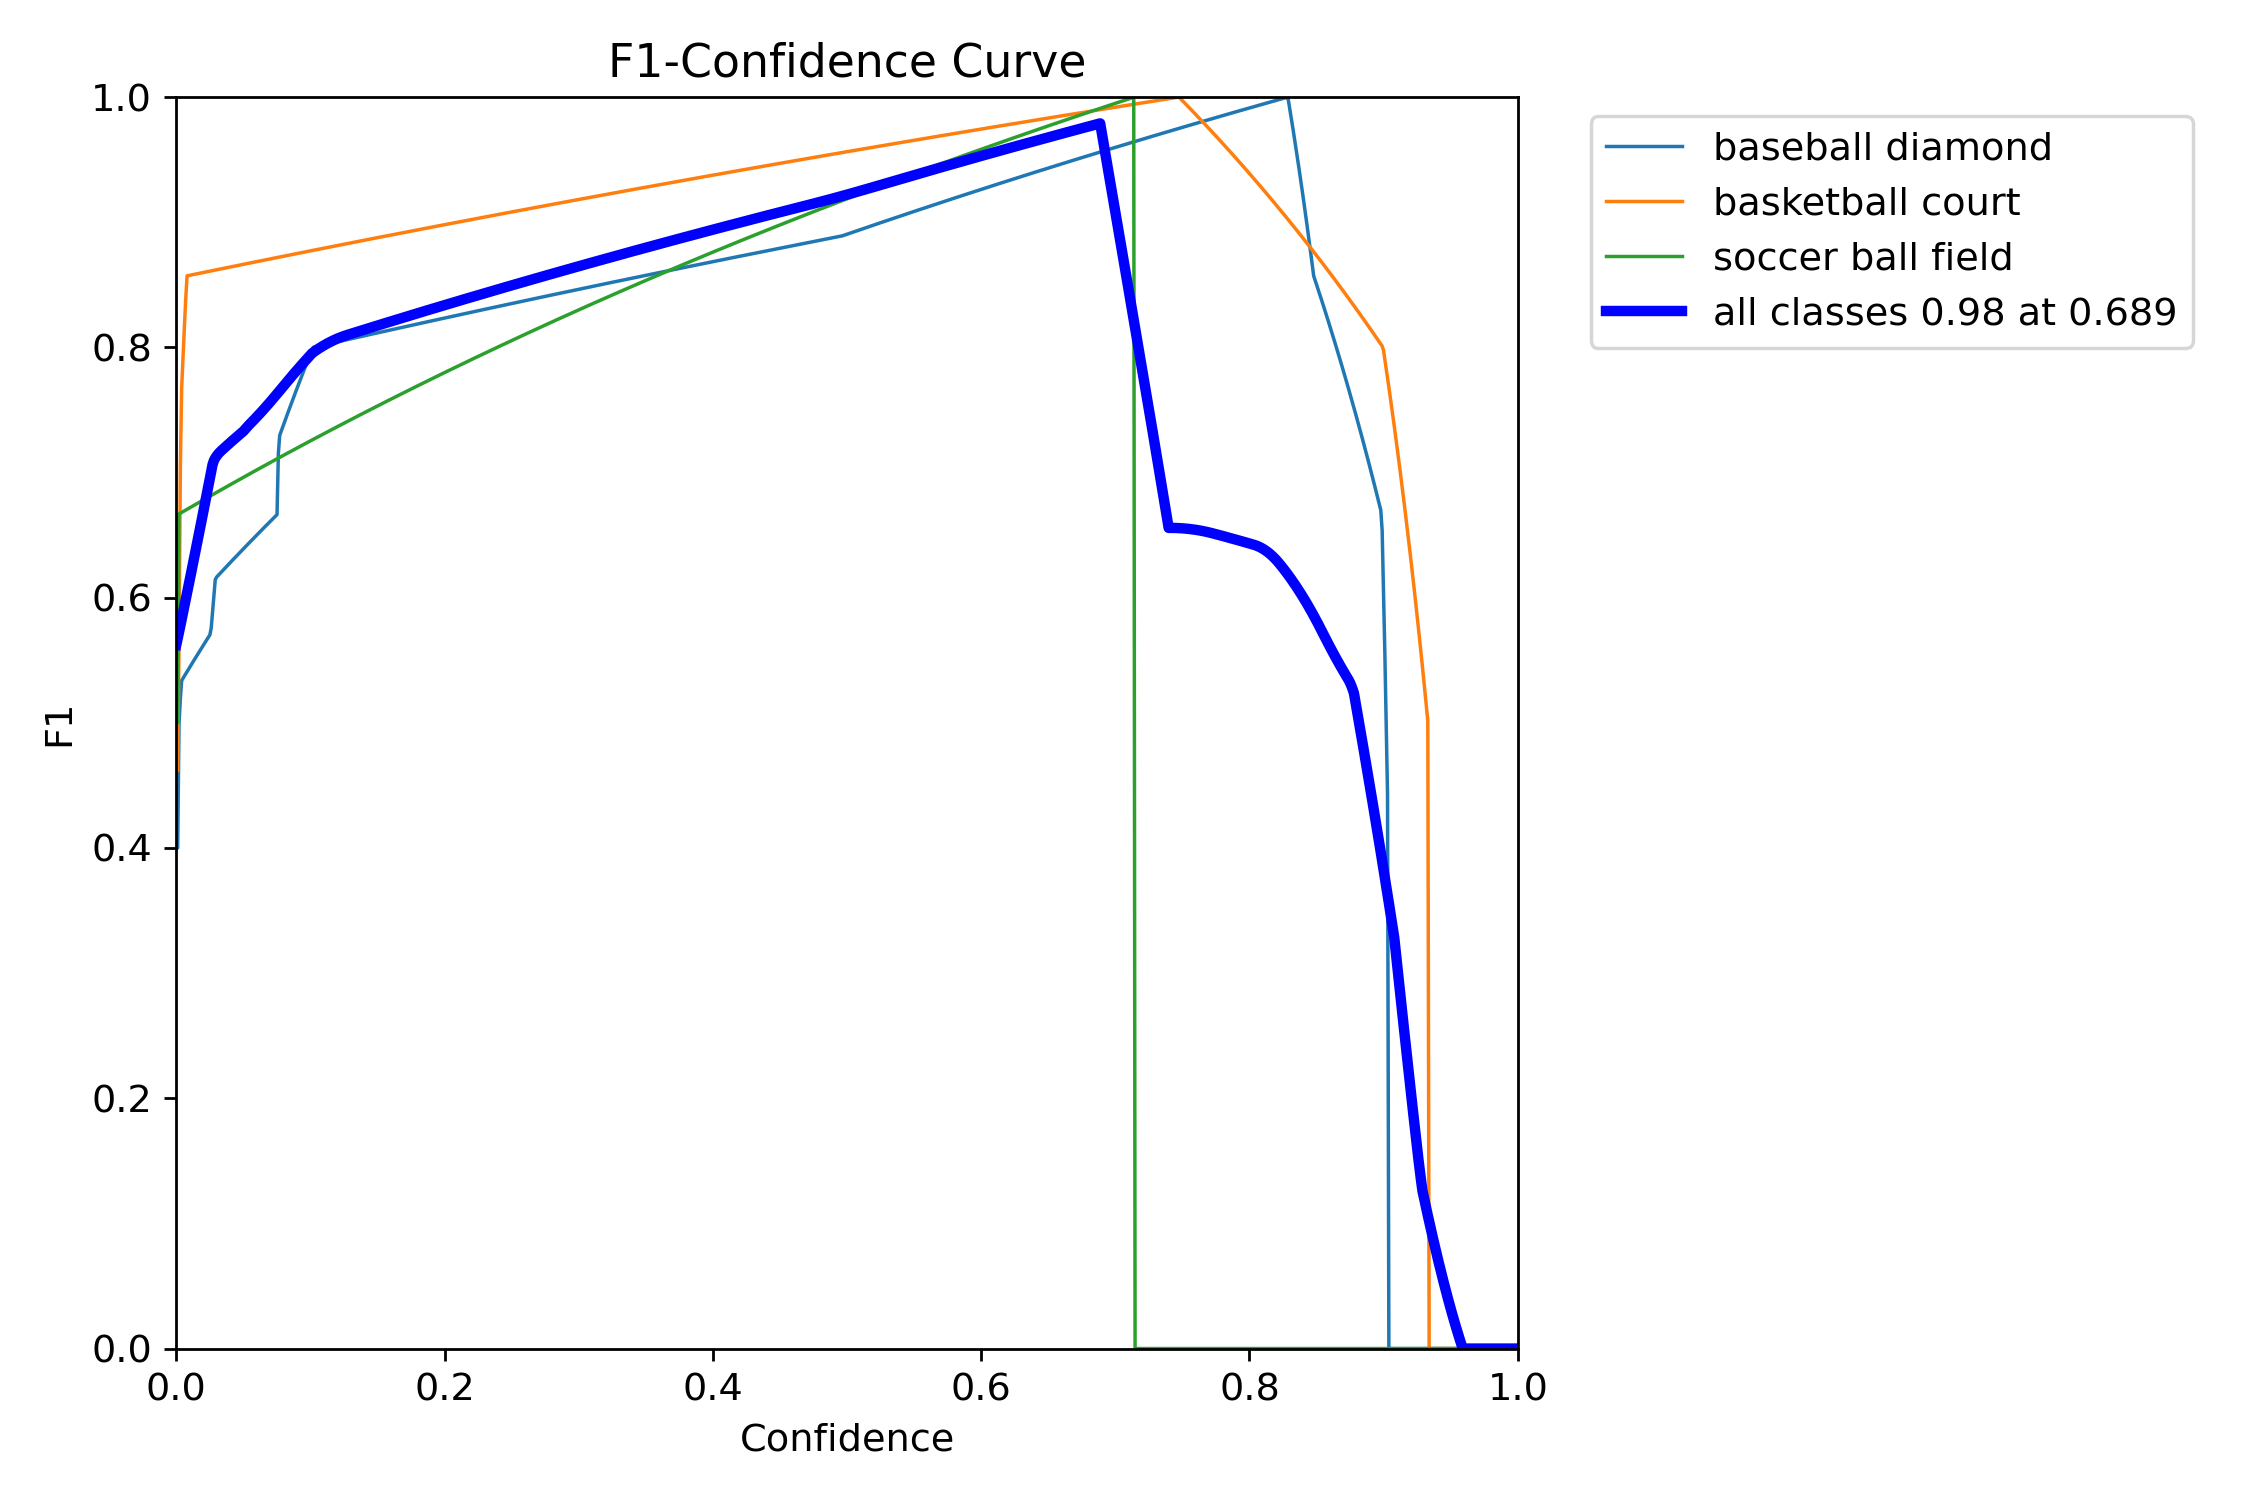 F1-Confidence Curve
1.0
0.8
0.6
0.4
0.2
0.0
F1
0.0 0.2 0.4 0.6 0.8 1.0
Confidence
baseball diamond
basketball court
soccer ball field
all classes 0.98 at 0.689